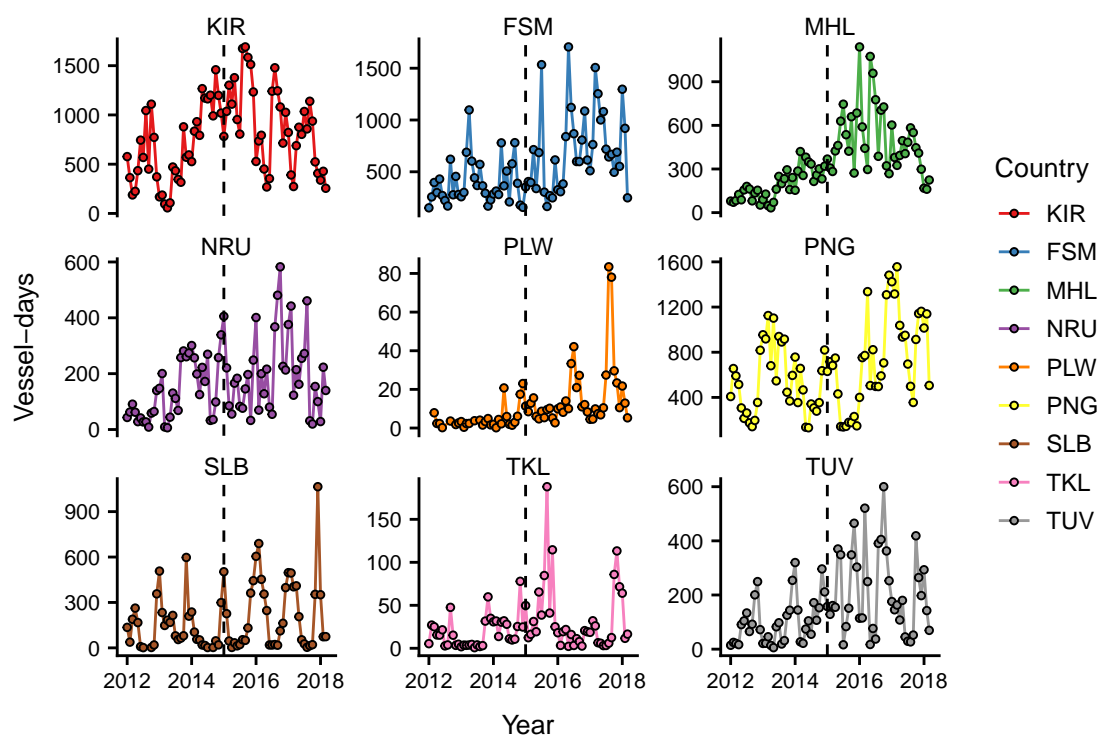 KIR FSM MHL
1500
1000
500
0
1500
1000
500
900
600
300
0
NRU PLW PNG
600
400
200
0
80
60
40
20
0
1600
1200
800
400
SLB TKL TUV
900
600
300
0
150
100
50
0
600
400
200
0
2012 2014 2016 2018 2012 2014 2016 2018 2012 2014 2016 2018
Year
Vessel−days
Country
KIR
FSM
MHL
NRU
PLW
PNG
SLB
TKL
TUV